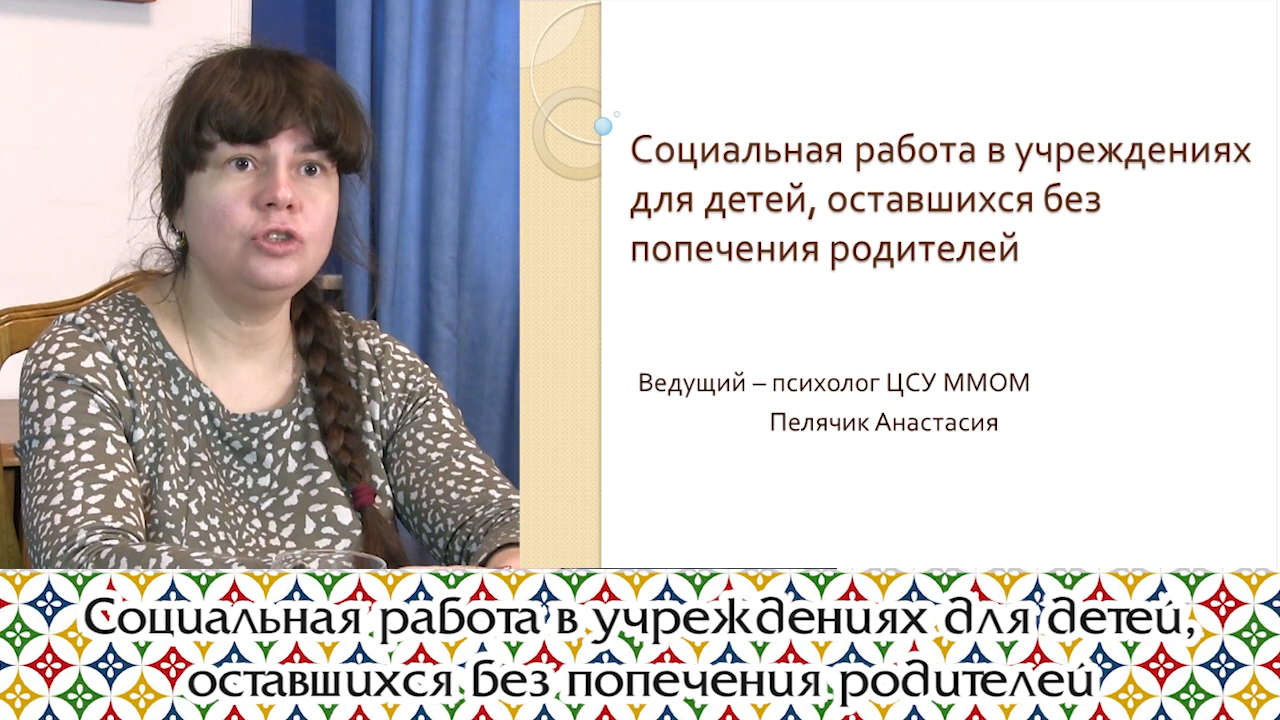 Социальная работа в учреждениях
для детей, оставшихся без
попечения родителей
Ведущий – психолог ЦСУ ММОМ
Пелячик Анастасия
Социальная работа в учреждениях для детей,
оставшихся без попечения родителей